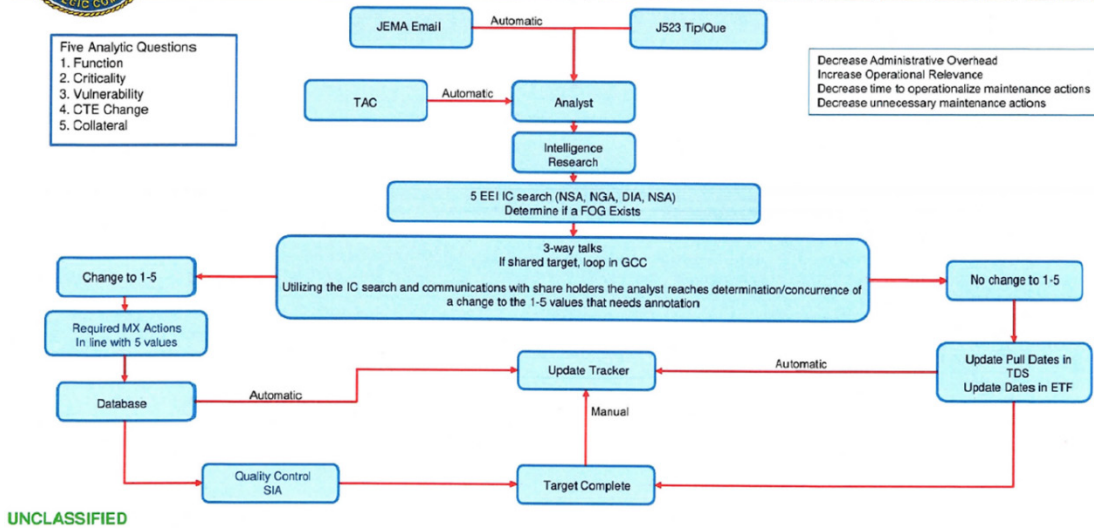 GIC CO
JEMA Email
Automatic
J523 Tip/Que
Five Analytic Questions
1. Function
2. Criticality
3. Vulnerability
4. CTE Change
5. Collateral
Decrease Administrative Overhead
Increase Operational Relevance
Decrease time to operationalize maintenance actions
Decrease unnecessary maintenance actions
TAC
Automatic
Analyst
Intelligence
Research
5 EEI IC search (NSA, NGA, DIA, NSA)
Determine if a FOG Exists
3-way talks
If shared target, loop in GCC
Utilizing the IC search and communications with share holders the analyst reaches determination/concurrence of
a change to the 1-5 values that needs annotation
Change to 1-5
No change to 1-5
Required MX Actions
In line with 5 values
Update Pull Dates in
TDS
Update Dates in ETF
Database
Automatic
Update Tracker
Automatic
Manual
Quality Control
SIA
Target Complete
UNCLASSIFIED